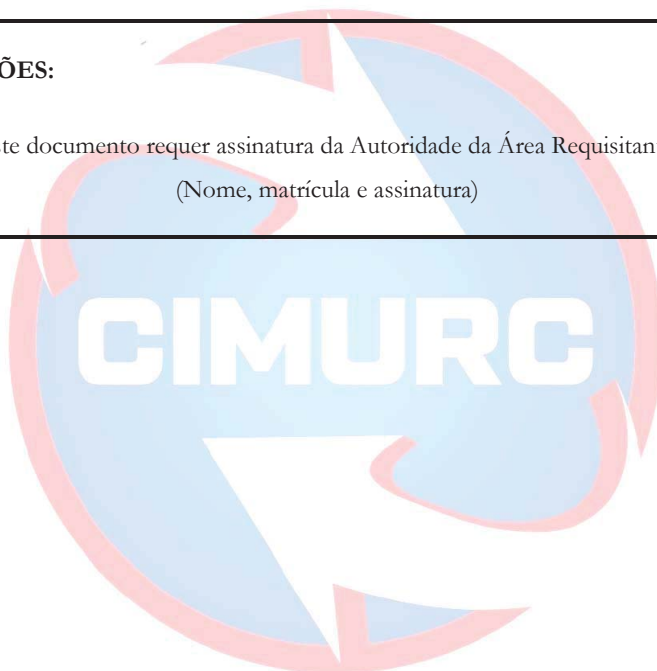 ÕES:
te documento requer assinatura da Autoridade da Área Requisitan
(Nome, matrícula e assinatura)
CIMURC